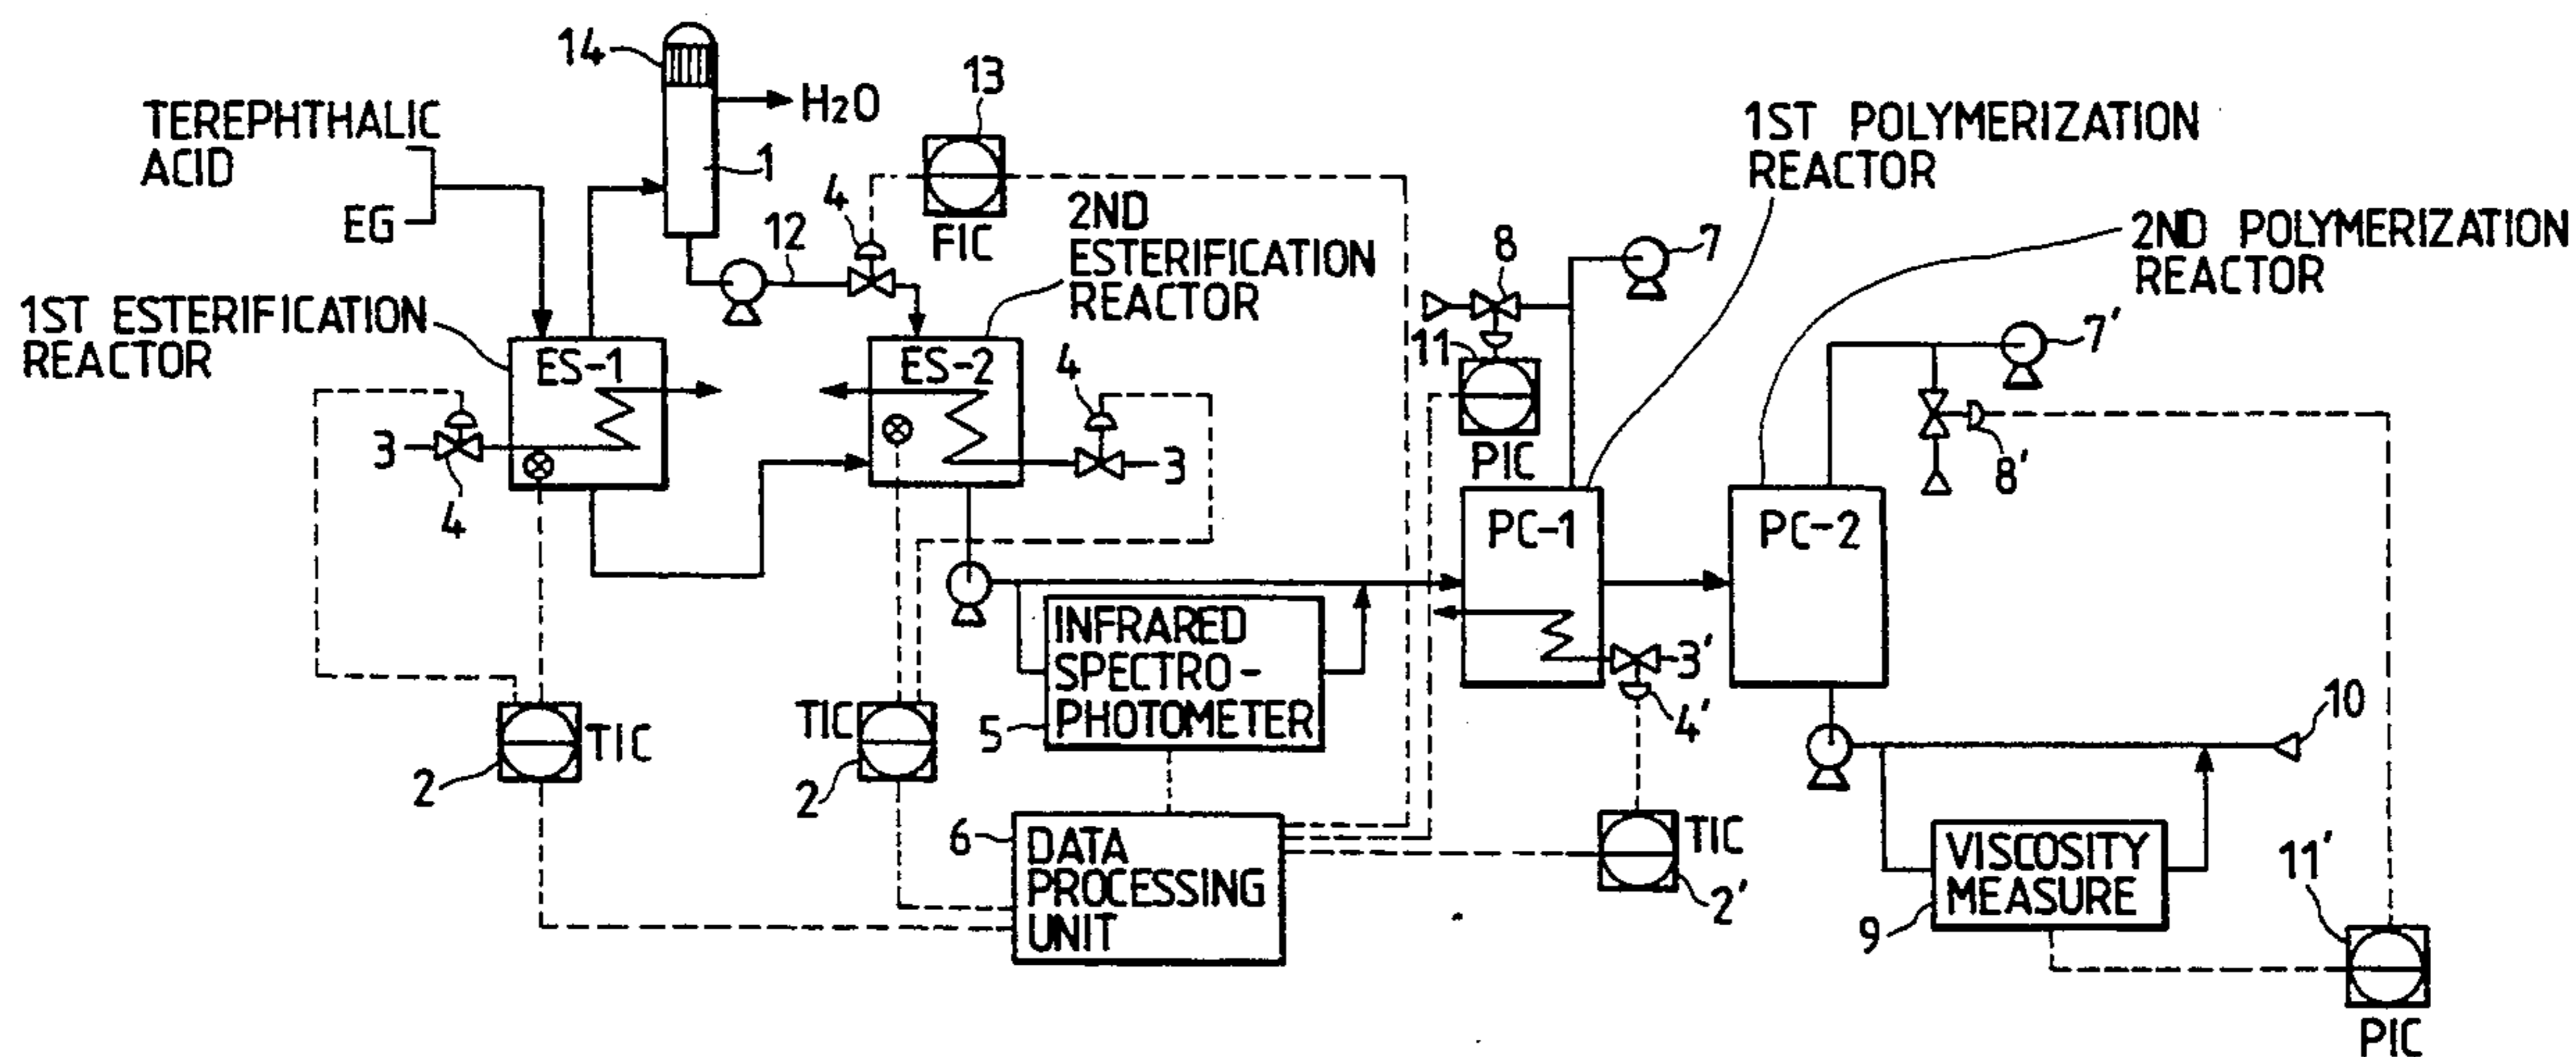 14
13
TEREPHTHALIC
ACID
H2O
1
EG
4
FIC
12
2ND
ESTERIFICATION
REACTOR
1ST POLYMERIZATION
REACTOR
8
7
2ND POLYMERIZATION
REACTOR
1ST ESTERIFICATION
REACTOR
ES-1
ES-2
4
11
PIC
7'
8'
3
4
3
PC-1
PC-2
INFRARED
SPECTRO-
PHOTOMETER
5
3'
4'
TIC
2
TIC
2
10
6
DATA
PROCESSING
UNIT
TIC
2'
VISCOSITY
MEASURE
9
11'
PIC